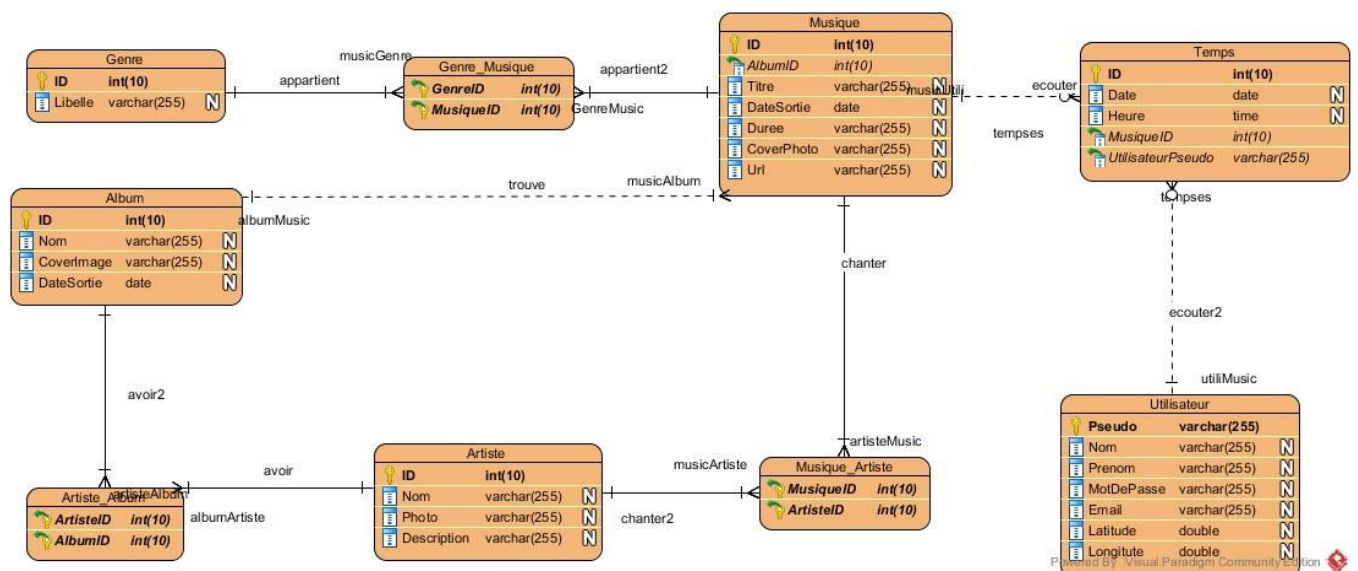 Genre
ID int(10)
Libelle varchar(255) N
appartient
musicGenre
Genre_Musique
GenreID int(10)
MusiqueID int(10)
appartient2
GenreMusic
Musique
ID int(10)
AlbumID int(10)
Titre varchar(255) N
DateSortie date N
Duree varchar(255) N
CoverPhoto varchar(255) N
Url varchar(255) N
musicUtili
ecouter
tempses
Temps
ID int(10)
Date date N
Heure time N
MusiqueID int(10)
UtilisateurPseudo varchar(255)
tempses
Album
ID int(10)
Nom varchar(255) N
CoverImage varchar(255) N
DateSortie date N
albumMusic
trouve
musicAlbum
chanter
ecouter2
utiliMusic
avoir2
Artiste_Album
artisteAlbum
ArtisteID int(10)
AlbumID int(10)
avoir
albumArtiste
Artiste
ID int(10)
Nom varchar(255) N
Photo varchar(255) N
Description varchar(255) N
musicArtiste
chanter2
artisteMusic
Musique_Artiste
MusiqueID int(10)
ArtisteID int(10)
Utilisateur
Pseudo varchar(255)
Nom varchar(255) N
Prenom varchar(255) N
MotDePasse varchar(255) N
Email varchar(255) N
Latitude double N
Longitute double N
Powered By Visual Paradigm Community Edition